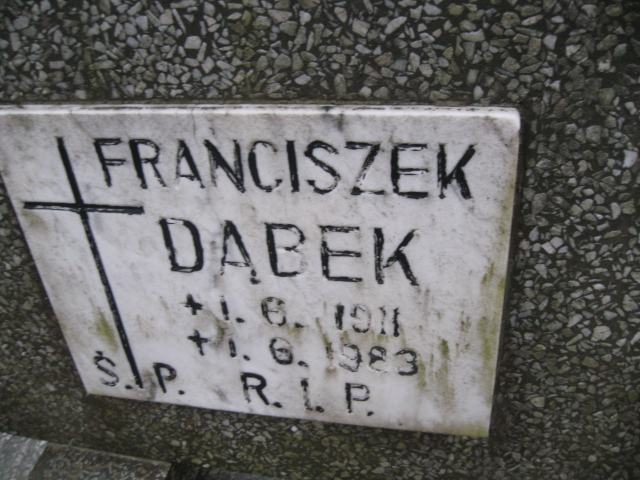 FRANCISZEK
DĄBEK
+1.6. 1911
+1.6.1983
Ś.P. R.I.P.